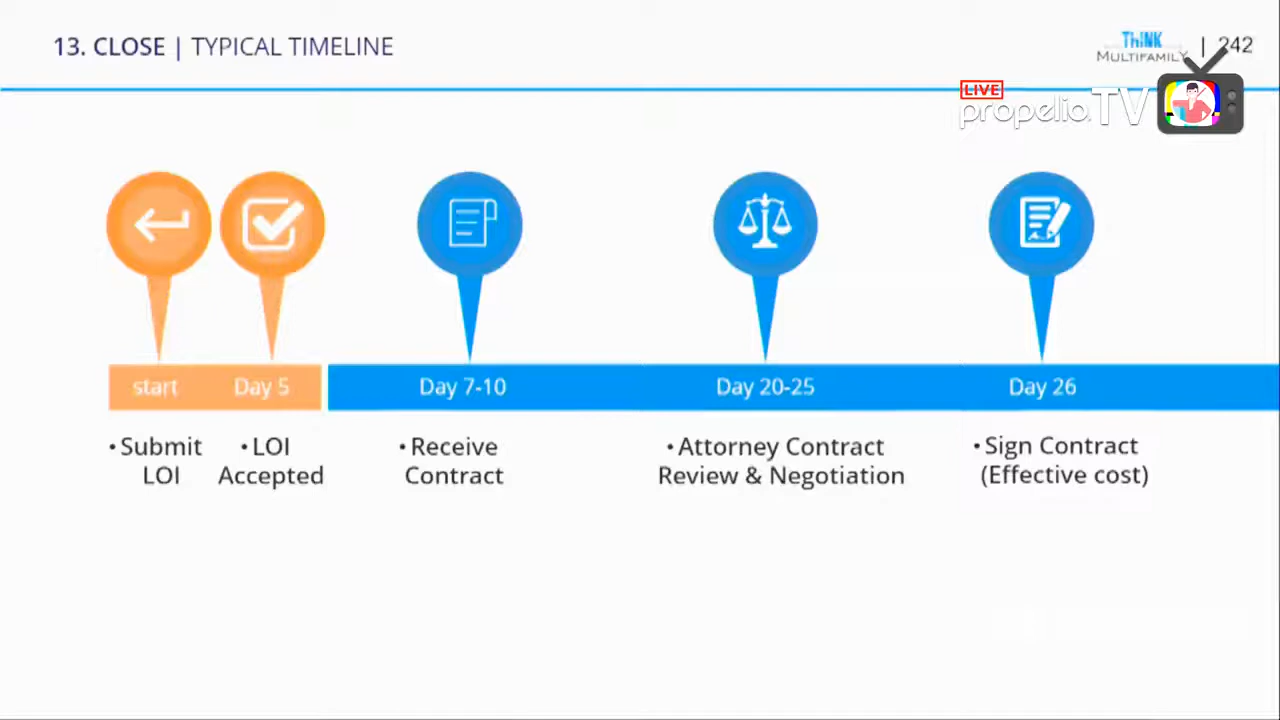 13. CLOSE | TYPICAL TIMELINE
ThiNK
MULTIFAMILY
| 242
LIVE
propelio.TV
start
Day 5
Day 7-10
Day 20-25
Day 26
• Submit
LOI
• LOI
Accepted
• Receive
Contract
• Attorney Contract
Review & Negotiation
• Sign Contract
(Effective cost)